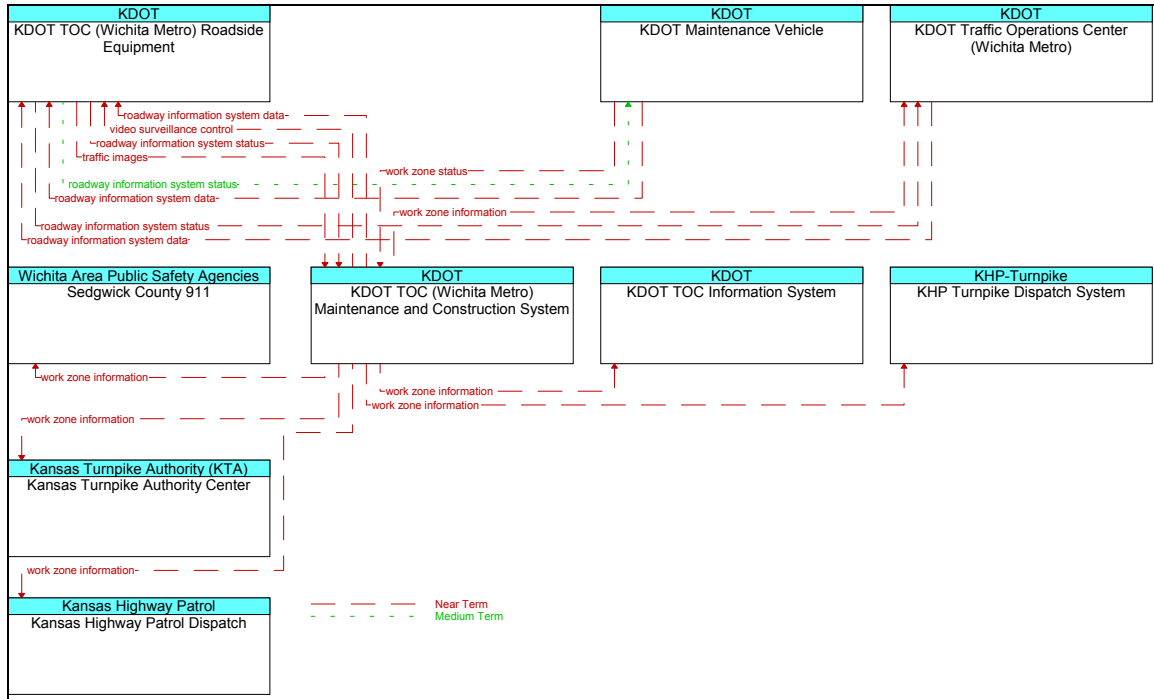 KDOT
KDOT TOC (Wichita Metro) Roadside
Equipment
KDOT
KDOT Maintenance Vehicle
KDOT
KDOT Traffic Operations Center
(Wichita Metro)
roadway information system data
video surveillance control
roadway information system status
traffic images
work zone status
roadway information system status
roadway information system data
work zone information
roadway information system status
roadway information system data
Wichita Area Public Safety Agencies
Sedgwick County 911
KDOT
KDOT TOC (Wichita Metro)
Maintenance and Construction System
KDOT
KDOT TOC Information System
KHP-Turnpike
KHP Turnpike Dispatch System
work zone information
work zone information
work zone information
work zone information
Kansas Turnpike Authority (KTA)
Kansas Turnpike Authority Center
work zone information
Kansas Highway Patrol
Kansas Highway Patrol Dispatch
Near Term
Medium Term